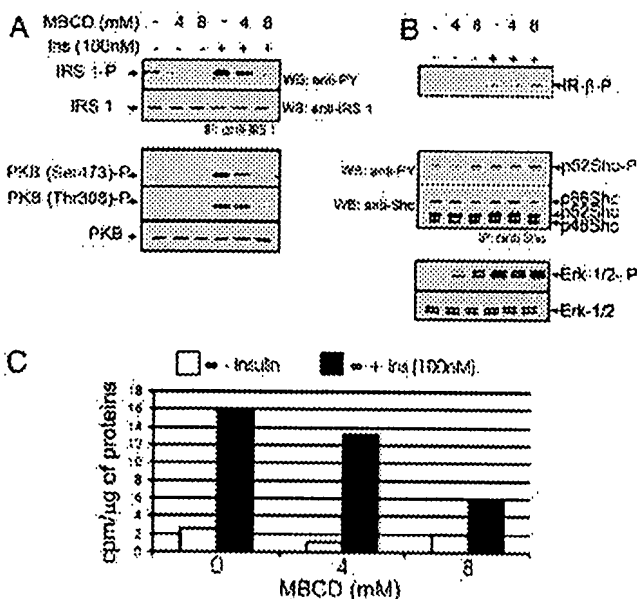 A
MBCD (mM) - 4 8 - 4 8
Ins (100nM) - - - + + +
IRS 1-P
WB: anti-PY
IRS 1
WB: anti-IRS 1
IP: anti-IRS 1
PKB (Ser473)-P
PKB (Thr308)-P
PKB
B
- 4 8 - 4 8
- - - + + +
IR-β-P
WB: anti-PY
p52Shc-P
WB: anti-Shc
p66Shc
p52Shc
p46Shc
IP: anti Shc
Erk-1/2-P
Erk-1/2
C
- Insulin
+ Ins (100nM)
cpm/µg of proteins
18
16
14
12
10
8
6
4
2
0
0 4 8
MBCD (mM)